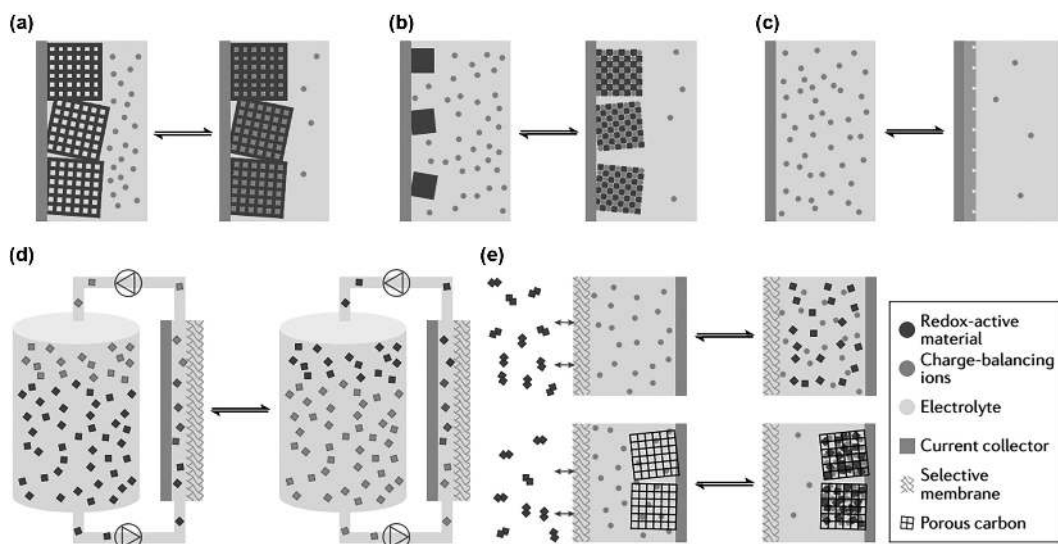 (a)
(b)
(c)
(d)
(e)
Redox-active
material
Charge-balancing
ions
Electrolyte
Current collector
Selective
membrane
Porous carbon